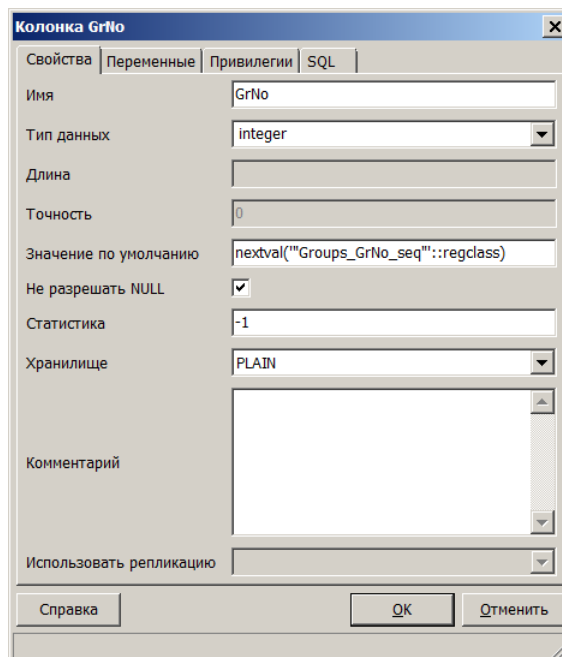 Колонка GrNo
Свойства Переменные Привилегии SQL
Имя GrNo
Тип данных integer
Длина
Точность 0
Значение по умолчанию nextval('"Groups_GrNo_seq"'::regclass)
Не разрешать NULL
Статистика -1
Хранилище PLAIN
Комментарий
Использовать репликацию
Справка OK Отменить